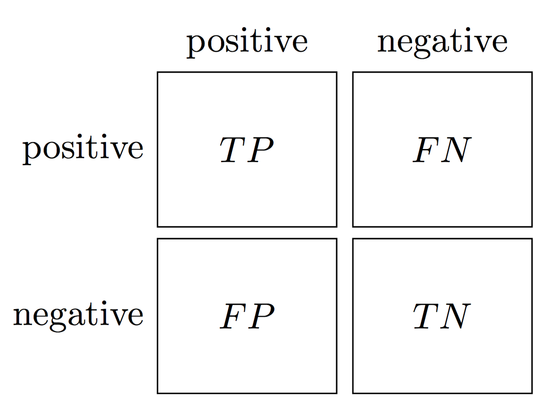 positive negative
positive TP FN
negative FP TN